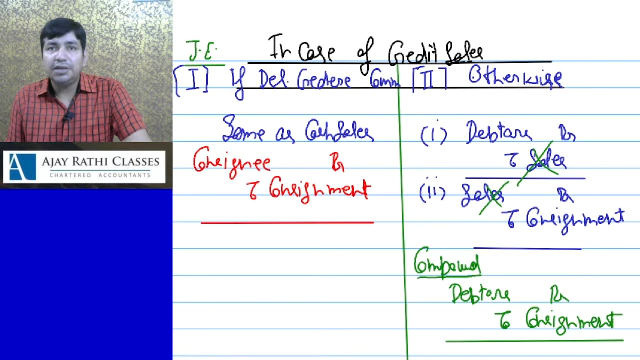 J.E.
In Case of Credit Sales
[I] If Del. Credere Comm
Same as Cash Sales
Consignee Dr
To Consignment
[II] Otherwise
(i) Debtors Dr
To Sales
(ii) Sales Dr
To Consignment
Compound
Debtors Dr
To Consignment
A AJAY RATHI CLASSES
CHARTERED ACCOUNTANTS